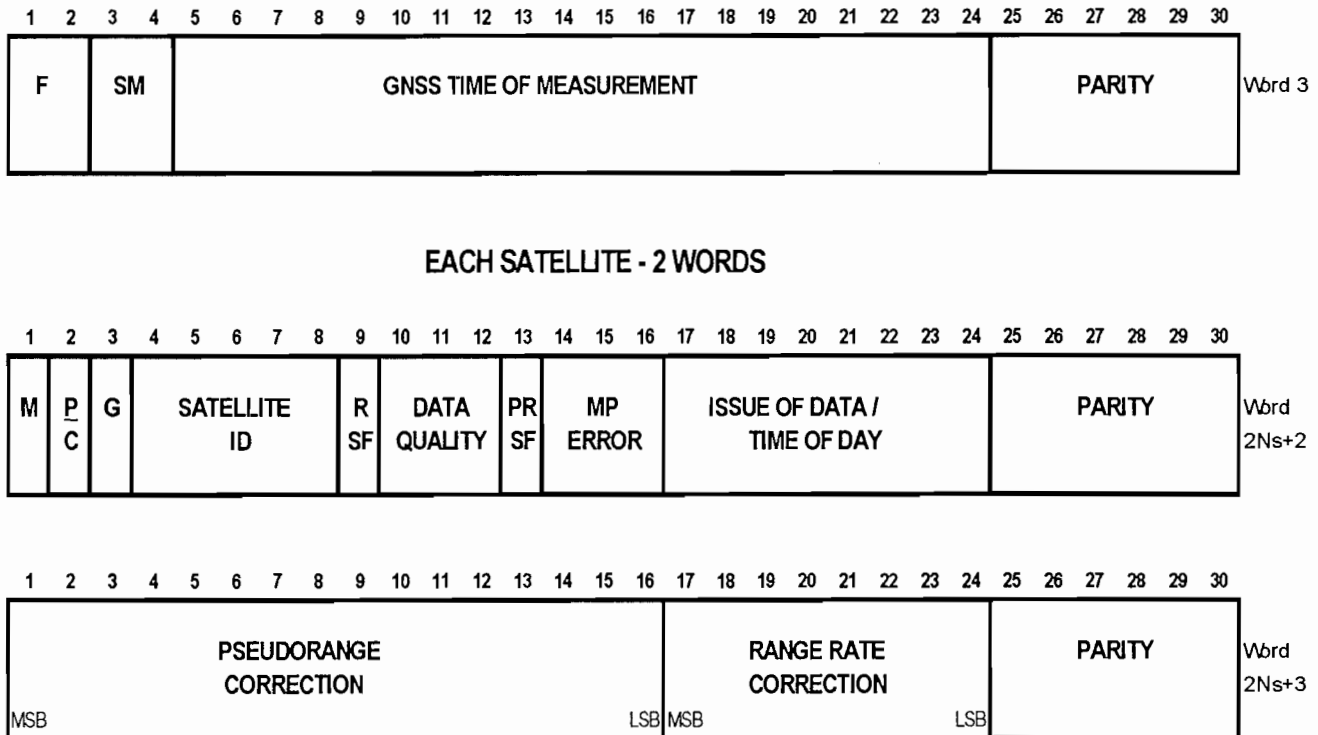 1 2 3 4 5 6 7 8 9 10 11 12 13 14 15 16 17 18 19 20 21 22 23 24 25 26 27 28 29 30
F SM GNSS TIME OF MEASUREMENT PARITY Word 3
EACH SATELLITE - 2 WORDS
1 2 3 4 5 6 7 8 9 10 11 12 13 14 15 16 17 18 19 20 21 22 23 24 25 26 27 28 29 30
M P G SATELLITE R DATA PR MP ISSUE OF DATA / PARITY Word
C ID SF QUALITY SF ERROR TIME OF DAY 2Ns+2
1 2 3 4 5 6 7 8 9 10 11 12 13 14 15 16 17 18 19 20 21 22 23 24 25 26 27 28 29 30
PSEUDORANGE RANGE RATE PARITY Word
CORRECTION CORRECTION 2Ns+3
MSB LSB MSB LSB